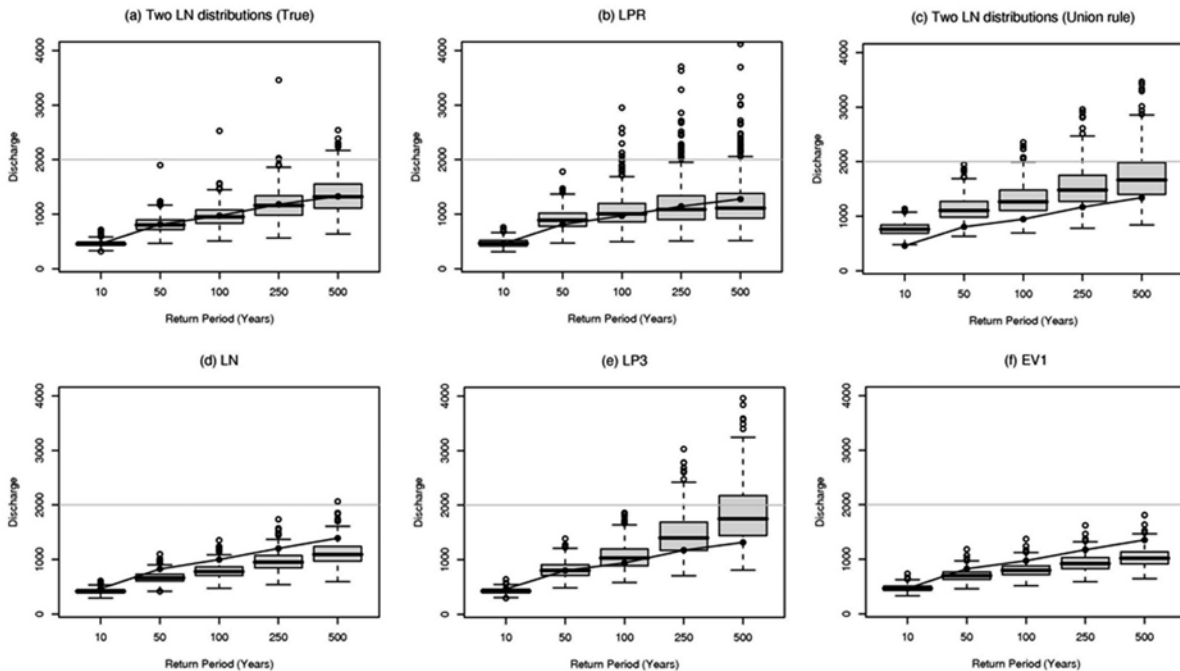 (a) Two LN distributions (True)
(b) LPR
(c) Two LN distributions (Union rule)
Discharge
4000
3000
2000
1000
0
10 50 100 250 500
Return Period (Years)
Discharge
4000
3000
2000
1000
0
10 50 100 250 500
Return Period (Years)
Discharge
4000
3000
2000
1000
0
10 50 100 250 500
Return Period (Years)
(d) LN
(e) LP3
(f) EV1
Discharge
4000
3000
2000
1000
0
10 50 100 250 500
Return Period (Years)
Discharge
4000
3000
2000
1000
0
10 50 100 250 500
Return Period (Years)
Discharge
4000
3000
2000
1000
0
10 50 100 250 500
Return Period (Years)